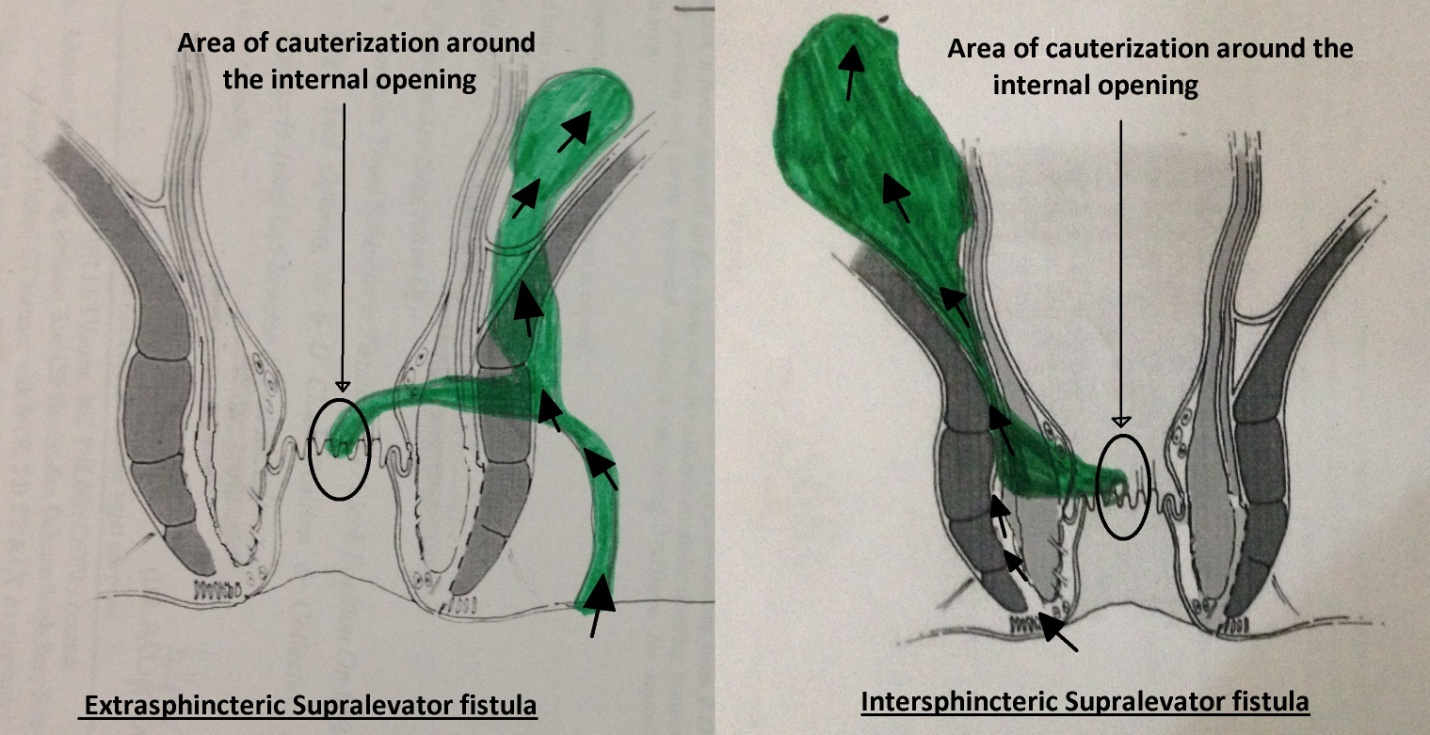 Area of cauterization around
the internal opening
Extrasphincteric Supralevator fistula
Area of cauterization around the
internal opening
Intersphincteric Supralevator fistula